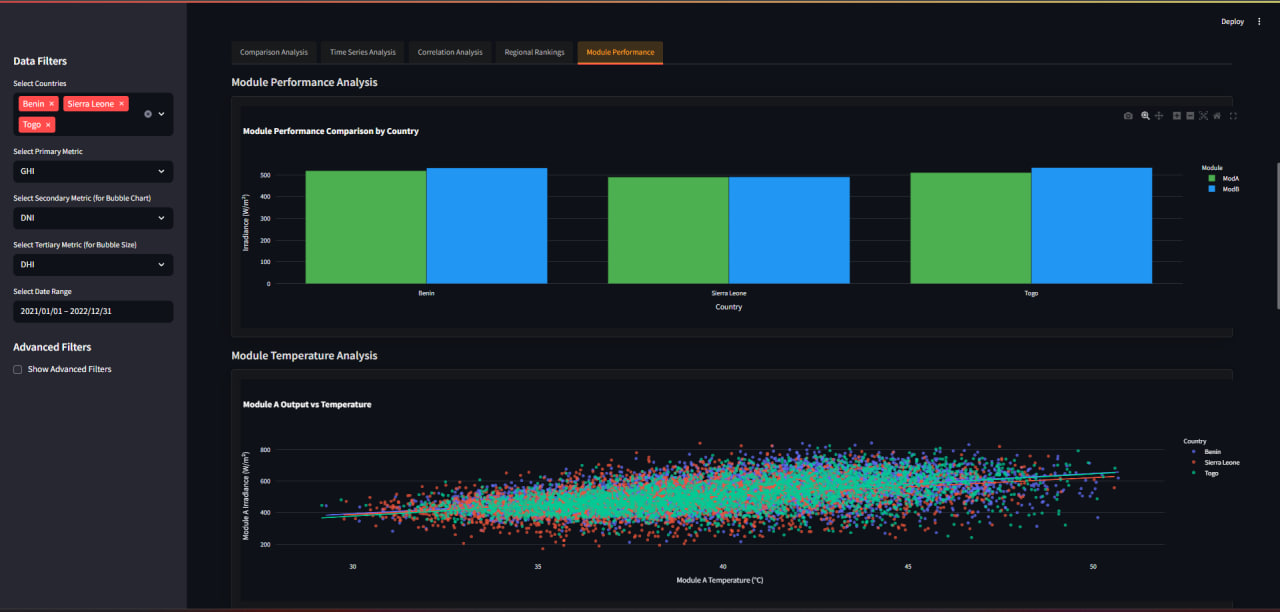 Deploy
Data Filters
Select Countries
Benin ×
Sierra Leone ×
Togo ×
Select Primary Metric
GHI
Select Secondary Metric (for Bubble Chart)
DNI
Select Tertiary Metric (for Bubble Size)
DHI
Select Date Range
2021/01/01 – 2022/12/31
Advanced Filters
Show Advanced Filters
Comparison Analysis
Time Series Analysis
Correlation Analysis
Regional Rankings
Module Performance
Module Performance Analysis
Module Performance Comparison by Country
Irradiance (W/m²)
500
400
300
200
100
0
Benin
Sierra Leone
Togo
Country
Module
ModA
ModB
Module Temperature Analysis
Module A Output vs Temperature
Module A Irradiance (W/m²)
800
600
400
200
30
35
40
45
50
Module A Temperature (°C)
Country
Benin
Sierra Leone
Togo